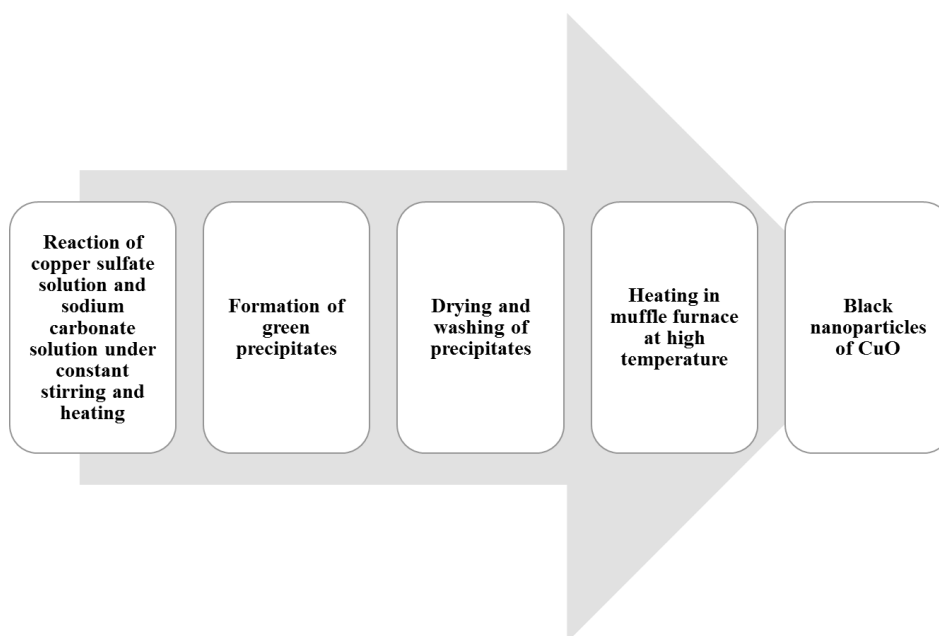 Reaction of
copper sulfate
solution and
sodium
carbonate
solution under
constant
stirring and
heating
Formation of
green
precipitates
Drying and
washing of
precipitates
Heating in
muffle furnace
at high
temperature
Black
nanoparticles
of CuO